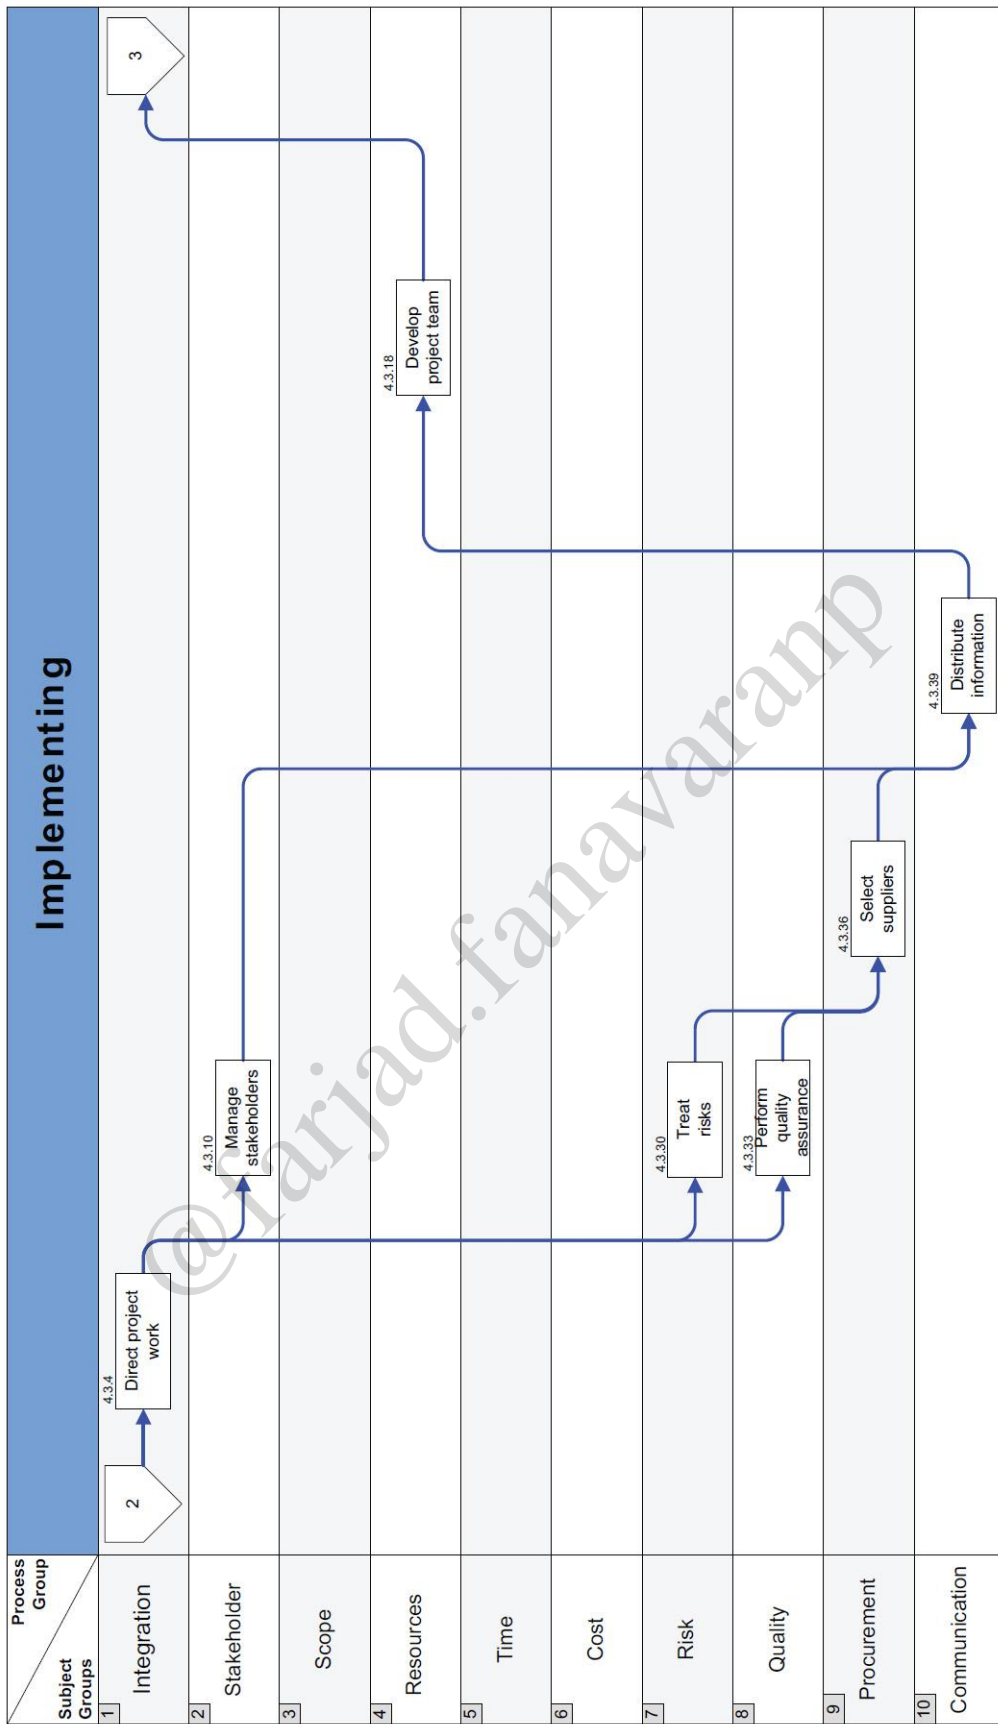 Implementing
Process
Group
Subject
Groups
1
Integration
2
4.3.4
Direct project
work
3
2
Stakeholder
4.3.10
Manage
stakeholders
3
Scope
4
Resources
4.3.18
Develop
project team
5
Time
6
Cost
7
Risk
4.3.30
Treat
risks
8
Quality
4.3.33
Perform
quality
assurance
9
Procurement
4.3.36
Select
suppliers
10
Communication
4.3.39
Distribute
information
@farjad.fanavaranp